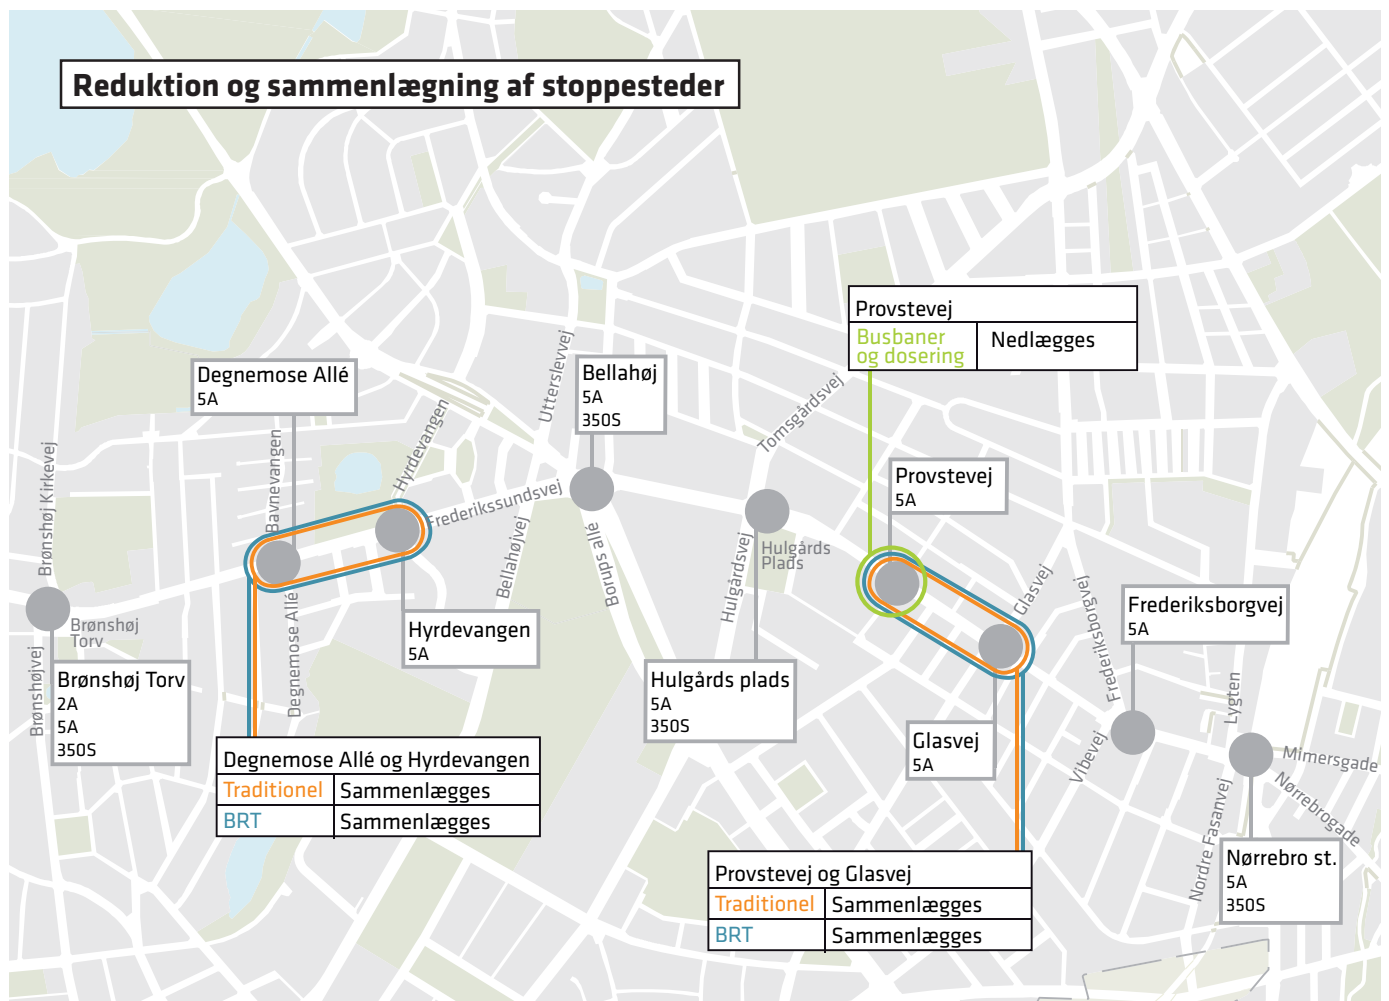 Reduktion og sammenlægning af stoppesteder
Provstevej
Busbaner
og dosering
Nedlægges
Degnemose Allé
5A
Bellahøj
5A
350S
Utterslevvej
Tomsgårdsvej
Hyrdevangen
Bavnevangen
Brønshøj Kirkevej
Frederikssundsvej
Provstevej
5A
Bellahøjvej
Borups allé
Hulgårdsvej
Hulgårds
Plads
Glasvej
Frederiksborgvej
Frederiksborgvej
5A
Brønshøj
Torv
Brønshøjvej
Degnemose Allé
Hyrdevangen
5A
Brønshøj Torv
2A
5A
350S
Hulgårds plads
5A
350S
Glasvej
5A
Vibevej
Lygten
Mimersgade
Nørrebrogade
Nordre Fasanvej
Degnemose Allé og Hyrdevangen
Traditionel Sammenlægges
BRT Sammenlægges
Nørrebro st.
5A
350S
Provstevej og Glasvej
Traditionel Sammenlægges
BRT Sammenlægges